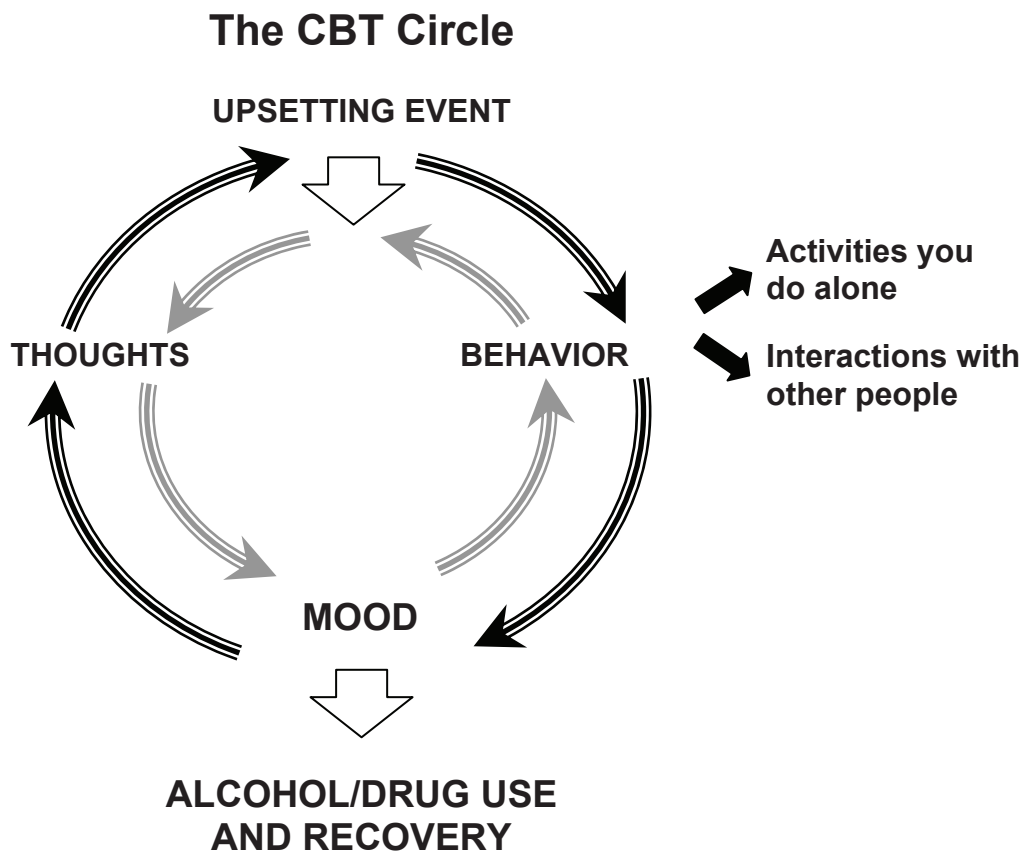 The CBT Circle
UPSETTING EVENT
Activities you
do alone
THOUGHTS
BEHAVIOR
Interactions with
other people
MOOD
ALCOHOL/DRUG USE
AND RECOVERY